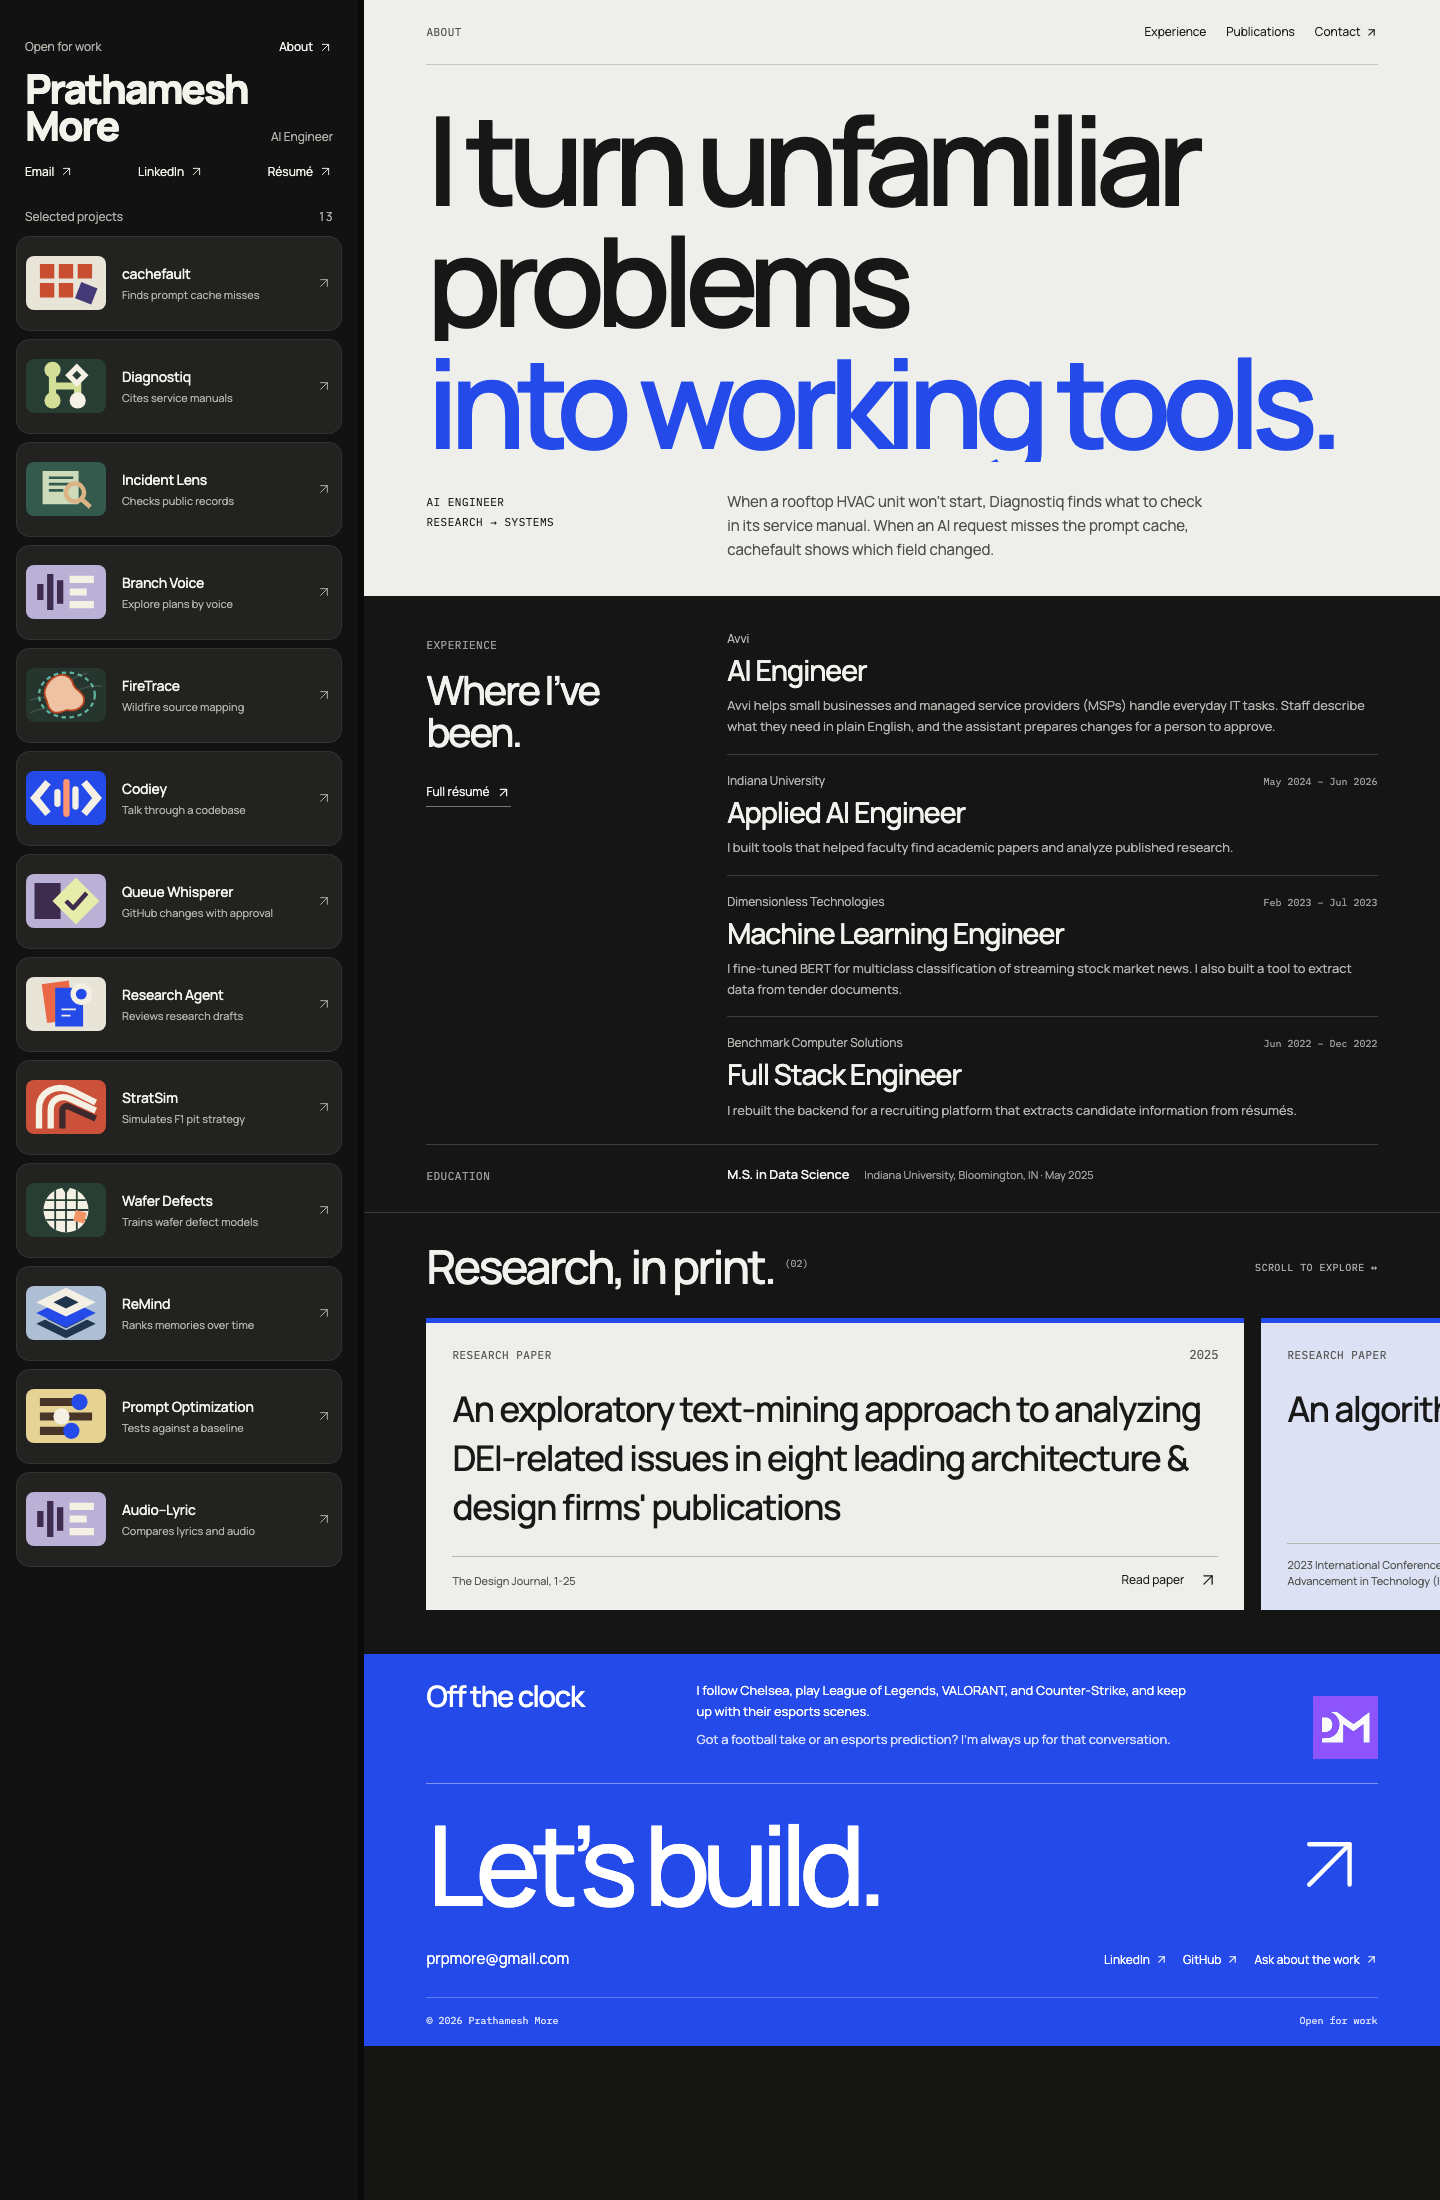 Open for work
About
Prathamesh
More
AI Engineer
Email
LinkedIn
Résumé
Selected projects
13
cachefault
Finds prompt cache misses
Diagnostiq
Cites service manuals
Incident Lens
Checks public records
Branch Voice
Explore plans by voice
FireTrace
Wildfire source mapping
Codiey
Talk through a codebase
Queue Whisperer
GitHub changes with approval
Research Agent
Reviews research drafts
StratSim
Simulates F1 pit strategy
Wafer Defects
Trains wafer defect models
ReMind
Ranks memories over time
Prompt Optimization
Tests against a baseline
Audio–Lyric
Compares lyrics and audio
ABOUT
Experience
Publications
Contact
I turn unfamiliar
problems
into working tools.
AI ENGINEER
RESEARCH → SYSTEMS
When a rooftop HVAC unit won't start, Diagnostiq finds what to check
in its service manual. When an AI request misses the prompt cache,
cachefault shows which field changed.
EXPERIENCE
Where I've
been.
Full résumé
Avvi
AI Engineer
Avvi helps small businesses and managed service providers (MSPs) handle everyday IT tasks. Staff describe
what they need in plain English, and the assistant prepares changes for a person to approve.
Indiana University
May 2024 – Jun 2026
Applied AI Engineer
I built tools that helped faculty find academic papers and analyze published research.
Dimensionless Technologies
Feb 2023 – Jul 2023
Machine Learning Engineer
I fine-tuned BERT for multiclass classification of streaming stock market news. I also built a tool to extract
data from tender documents.
Benchmark Computer Solutions
Jun 2022 – Dec 2022
Full Stack Engineer
I rebuilt the backend for a recruiting platform that extracts candidate information from résumés.
EDUCATION
M.S. in Data Science
Indiana University, Bloomington, IN · May 2025
Research, in print.
(02)
SCROLL TO EXPLORE ↔
RESEARCH PAPER
2025
An exploratory text-mining approach to analyzing
DEI-related issues in eight leading architecture &
design firms' publications
The Design Journal, 1-25
Read paper
RESEARCH PAPER
An algorith
2023 International Conference
Advancement in Technology (I
Off the clock
I follow Chelsea, play League of Legends, VALORANT, and Counter-Strike, and keep
up with their esports scenes.
Got a football take or an esports prediction? I'm always up for that conversation.
DM
Let's build.
prpmore@gmail.com
LinkedIn
GitHub
Ask about the work
© 2026 Prathamesh More
Open for work